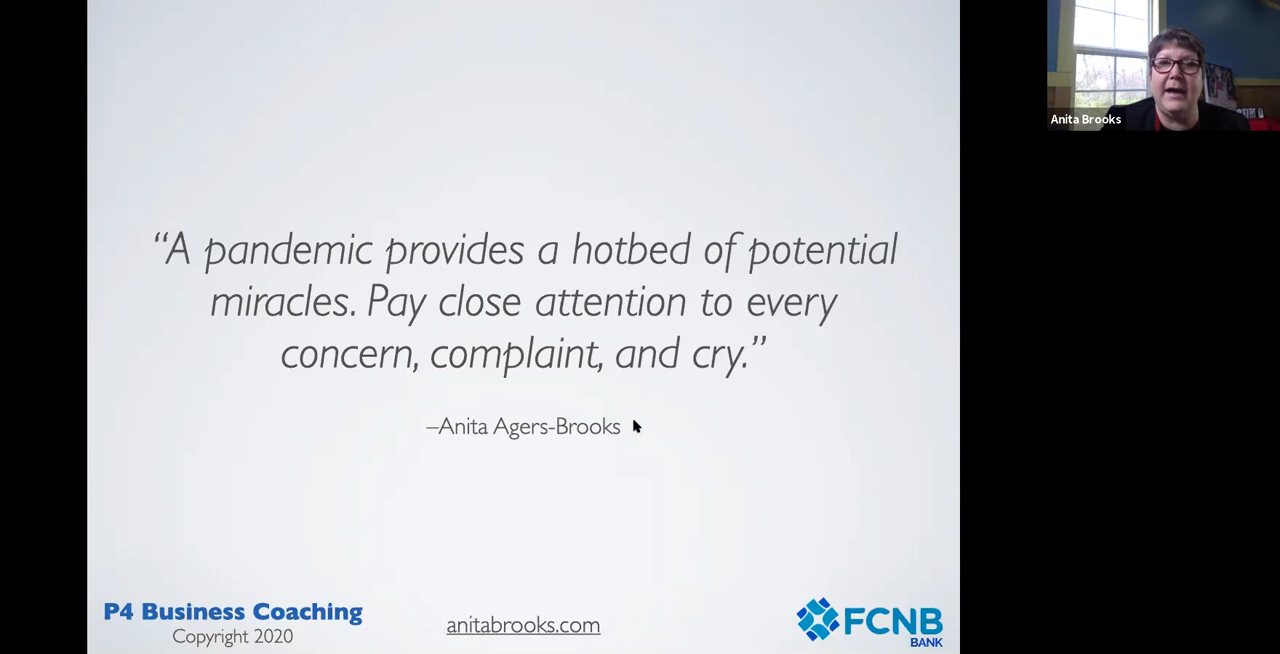 “A pandemic provides a hotbed of potential
miracles. Pay close attention to every
concern, complaint, and cry.”
–Anita Agers-Brooks
P4 Business Coaching
Copyright 2020
anitabrooks.com
FCNB
BANK
Anita Brooks